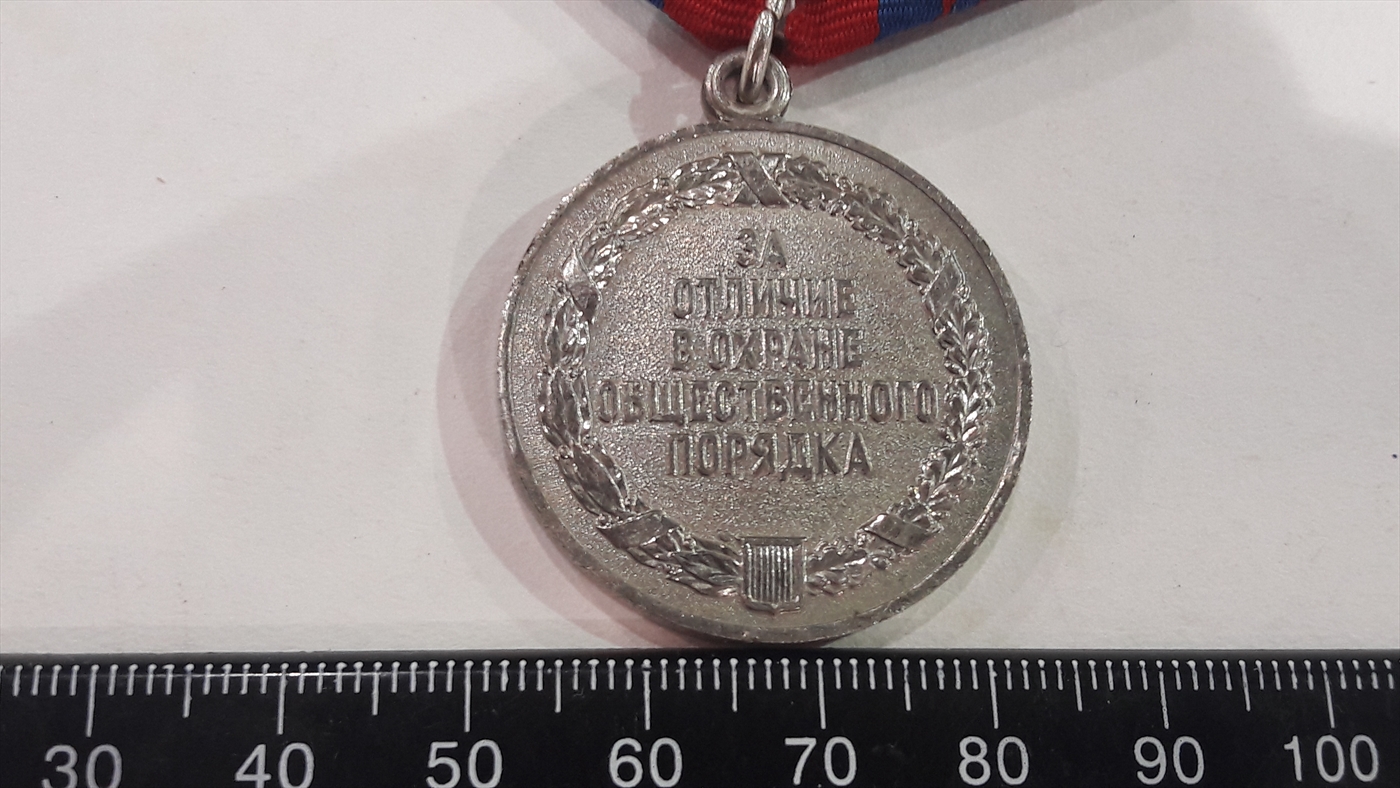 ЗА
ОТЛИЧИЕ
В ОХРАНЕ
ОБЩЕСТВЕННОГО
ПОРЯДКА
30 40 50 60 70 80 90 100